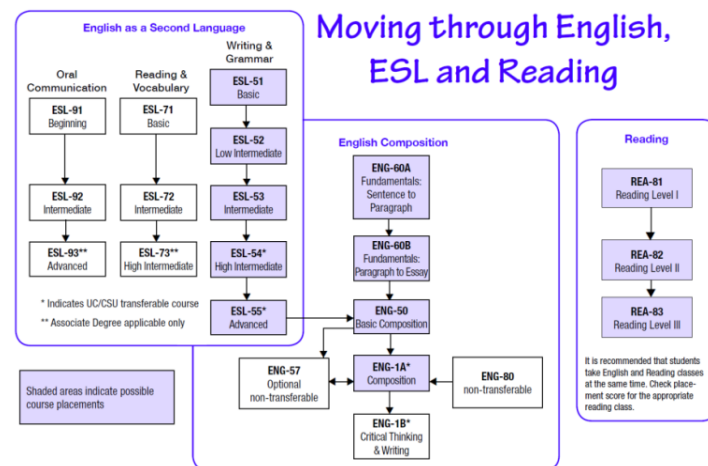 Moving through English,
ESL and Reading
English as a Second Language
Oral
Communication
Reading &
Vocabulary
Writing &
Grammar
ESL-91
Beginning
ESL-92
Intermediate
ESL-93**
Advanced
ESL-71
Basic
ESL-72
Intermediate
ESL-73**
High Intermediate
ESL-51
Basic
ESL-52
Low Intermediate
ESL-53
Intermediate
ESL-54*
High Intermediate
ESL-55*
Advanced
* Indicates UC/CSU transferable course
** Associate Degree applicable only
Shaded areas indicate possible
course placements
English Composition
ENG-60A
Fundamentals:
Sentence to
Paragraph
ENG-60B
Fundamentals:
Paragraph to Essay
ENG-50
Basic Composition
ENG-57
Optional
non-transferable
ENG-1A*
Composition
ENG-80
non-transferable
ENG-1B*
Critical Thinking
& Writing
Reading
REA-81
Reading Level I
REA-82
Reading Level II
REA-83
Reading Level III
It is recommended that students
take English and Reading classes
at the same time. Check place-
ment score for the appropriate
reading class.